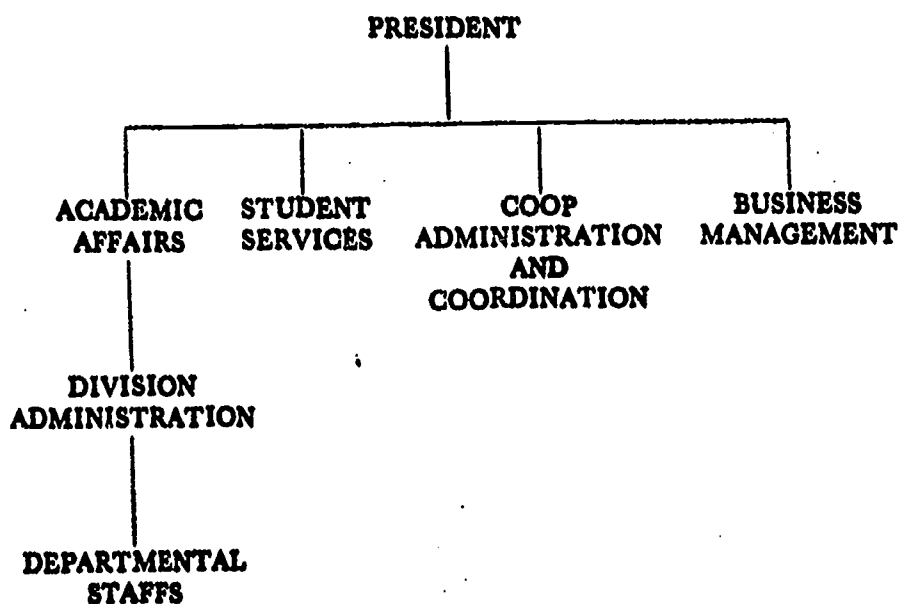 PRESIDENT
ACADEMIC
AFFAIRS
STUDENT
SERVICES
COOP
ADMINISTRATION
AND
COORDINATION
BUSINESS
MANAGEMENT
DIVISION
ADMINISTRATION
DEPARTMENTAL
STAFFS